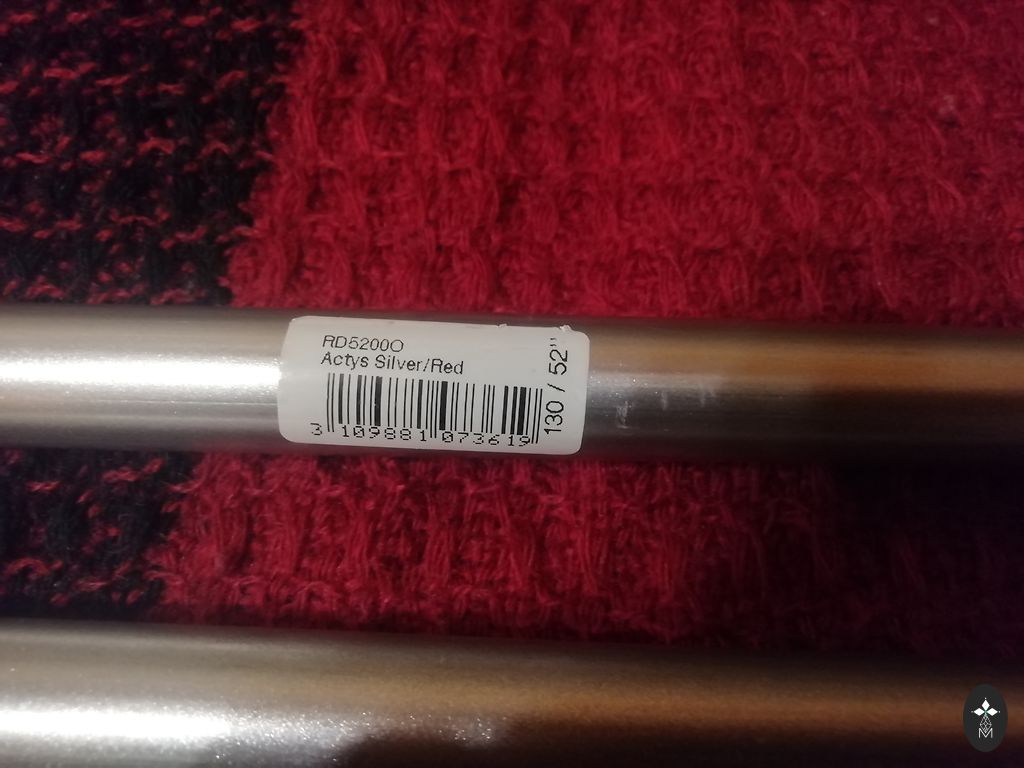 RD5200O
Actys Silver/Red
130 / 52"
3 109881 073619
M